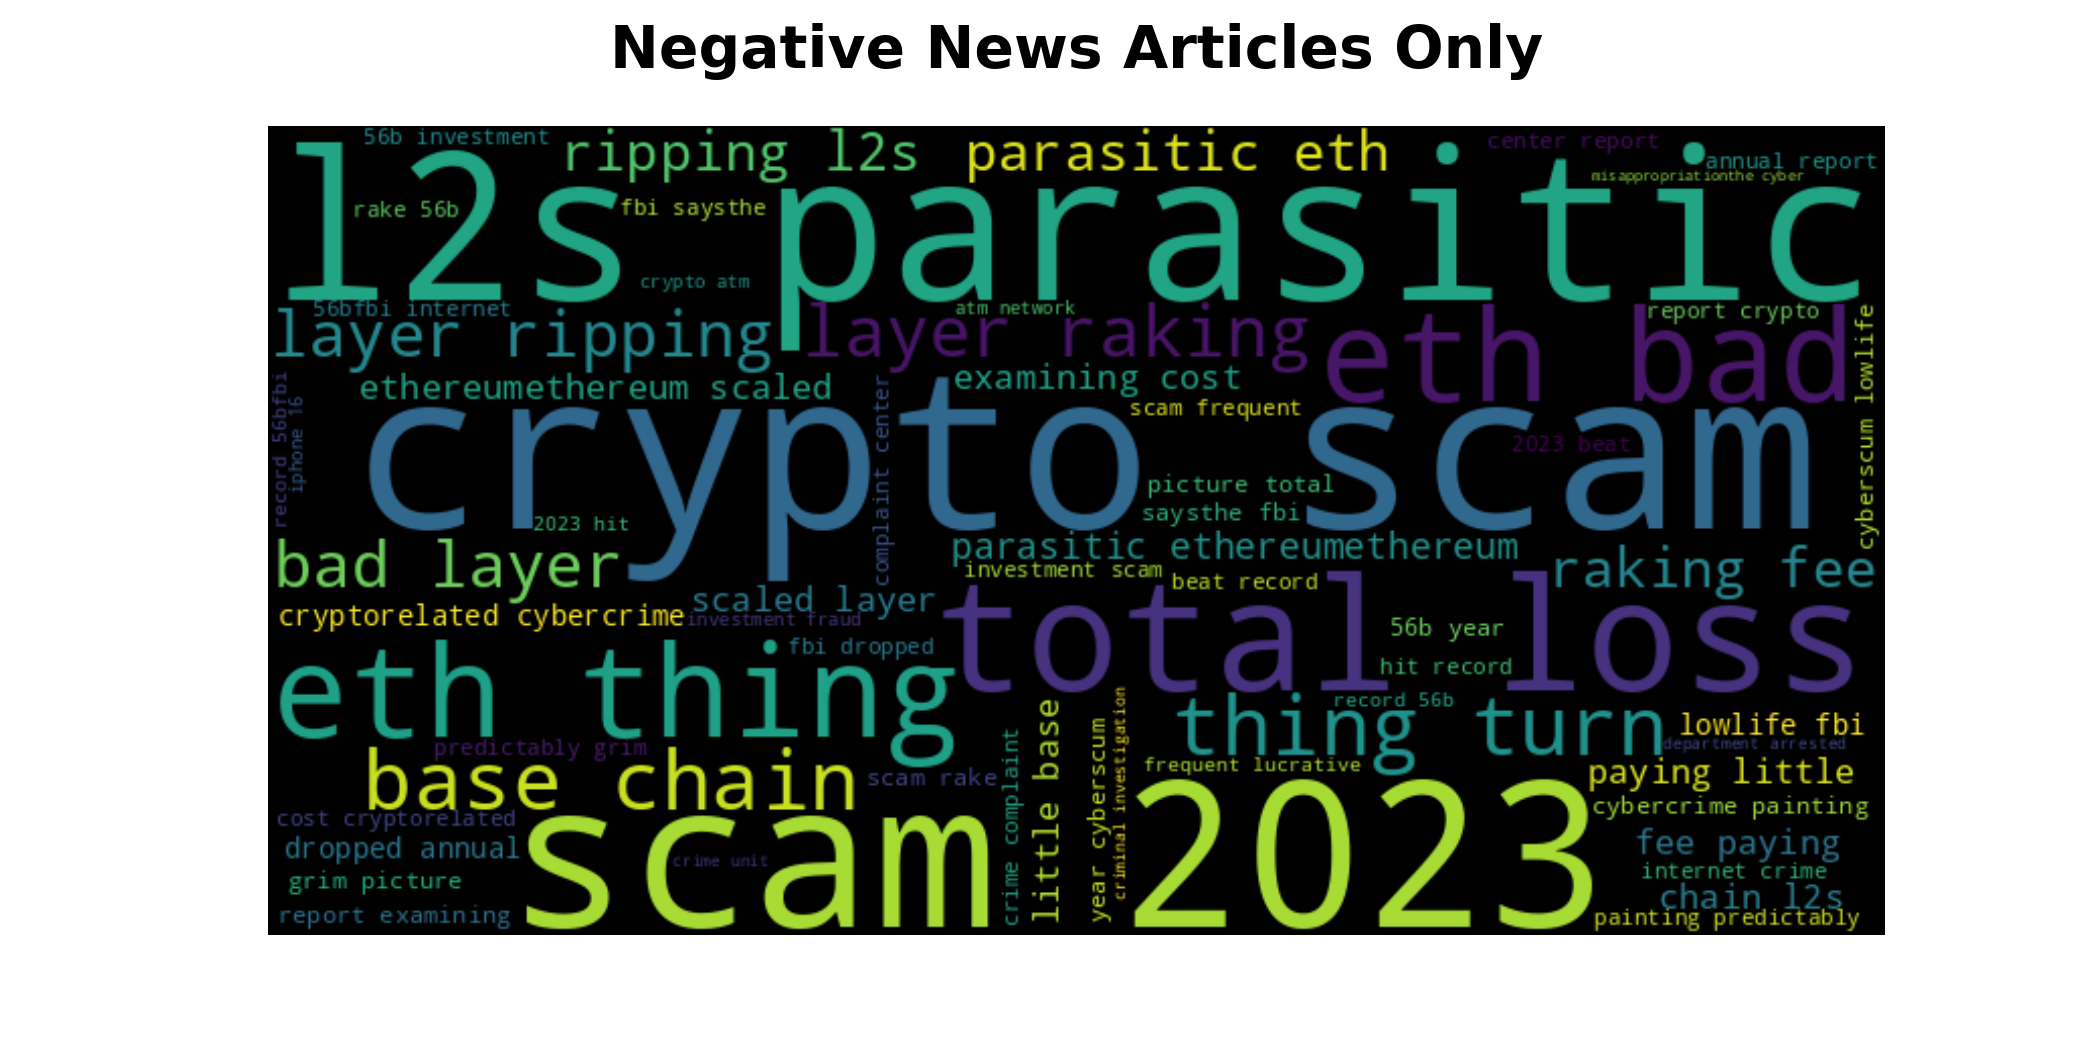 Negative News Articles Only
56b investment
ripping l2s
parasitic eth
center report
annual report
misappropriationthe cyber
l2s parasitic
rake 56b
fbi saysthe
crypto atm
56bfbi internet
atm network
report crypto
layer ripping
layer raking
eth bad
cyberscum lowlife
record 56bfbi
iphone 16
ethereumethereum scaled
complaint center
examining cost
scam frequent
crypto scam
2023 beat
picture total
saysthe fbi
2023 hit
bad layer
parasitic ethereumethereum
investment scam
beat record
raking fee
cryptorelated cybercrime
scaled layer
investment fraud
total loss
56b year
eth thing
fbi dropped
hit record
record 56b
thing turn
lowlife fbi
department arrested
predictably grim
base chain
scam rake
crime complaint
little base
year cyberscum
criminal investigation
frequent lucrative
paying little
cost cryptorelated
scam 2023
cybercrime painting
dropped annual
crime unit
fee paying
grim picture
internet crime
chain l2s
report examining
painting predictably